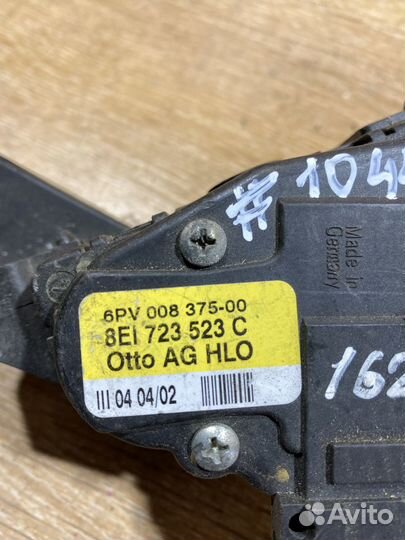 #104
Made in
Germany
6PV 008 375-00
8EI 723 523 C
Otto AG HLO
III 04 04/02
162
Avito